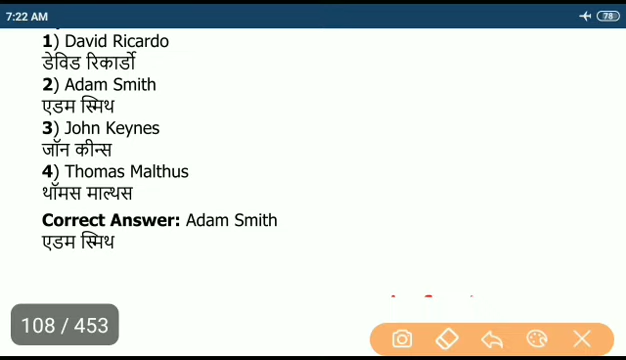 7:22 AM
78
1) David Ricardo
डेविड रिकार्डो
2) Adam Smith
एडम स्मिथ
3) John Keynes
जॉन कीन्स
4) Thomas Malthus
थॉमस माल्थस
Correct Answer: Adam Smith
एडम स्मिथ
108 / 453